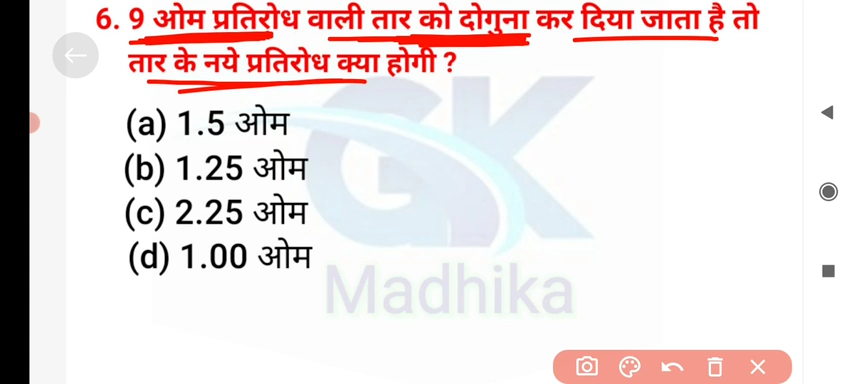 6. 9 ओम प्रतिरोध वाली तार को दोगुना कर दिया जाता है तो
तार के नये प्रतिरोध क्या होगी ?
(a) 1.5 ओम
(b) 1.25 ओम
(c) 2.25 ओम
(d) 1.00 ओम
GK
Madhika